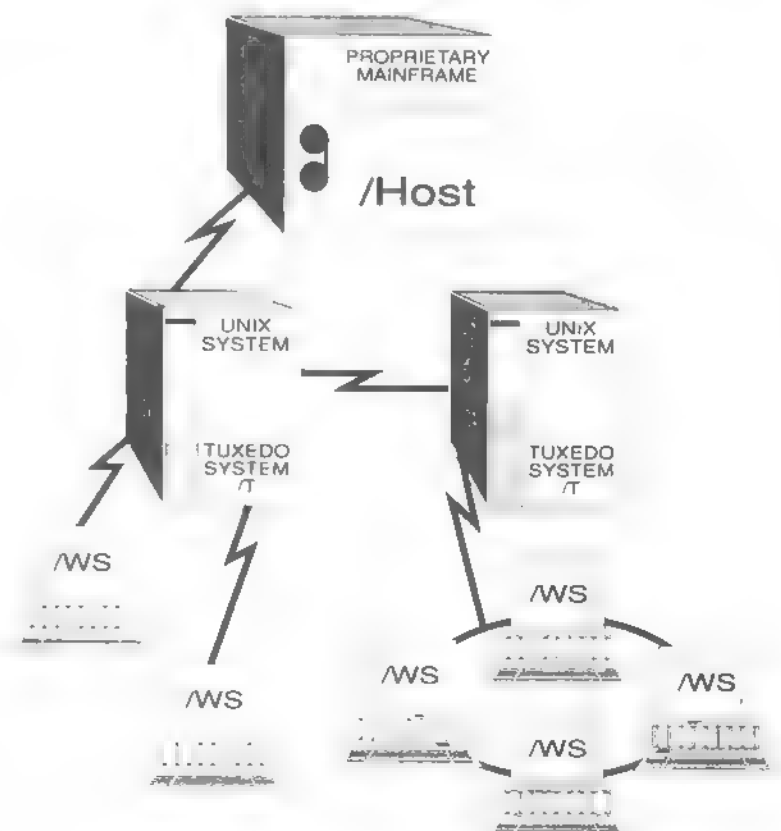 PROPRIETARY
MAINFRAME
/Host
UNIX
SYSTEM
UNIX
SYSTEM
TUXEDO
SYSTEM
/T
TUXEDO
SYSTEM
/T
/WS
/WS
/WS
/WS
/WS
/WS